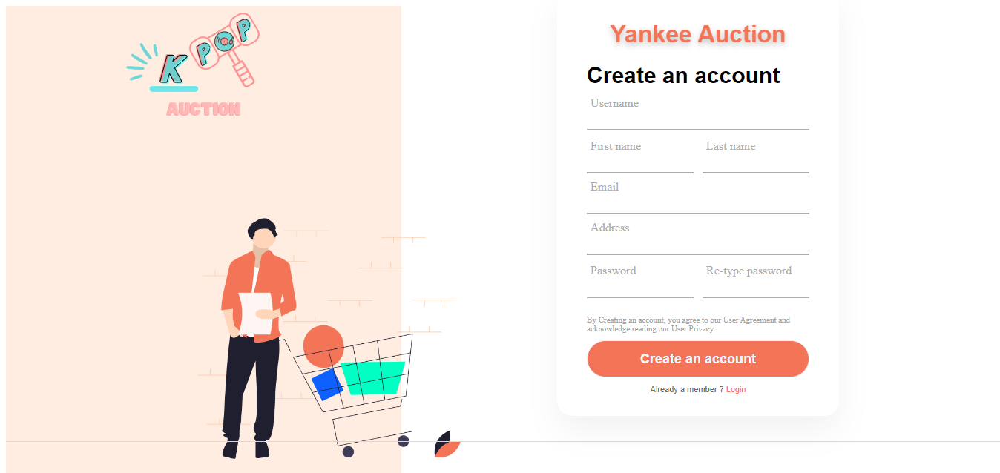 K POP
AUCTION
Yankee Auction
Create an account
Username
First name Last name
Email
Address
Password Re-type password
By Creating an account, you agree to our User Agreement and
acknowledge reading our User Privacy.
Create an account
Already a member ? Login